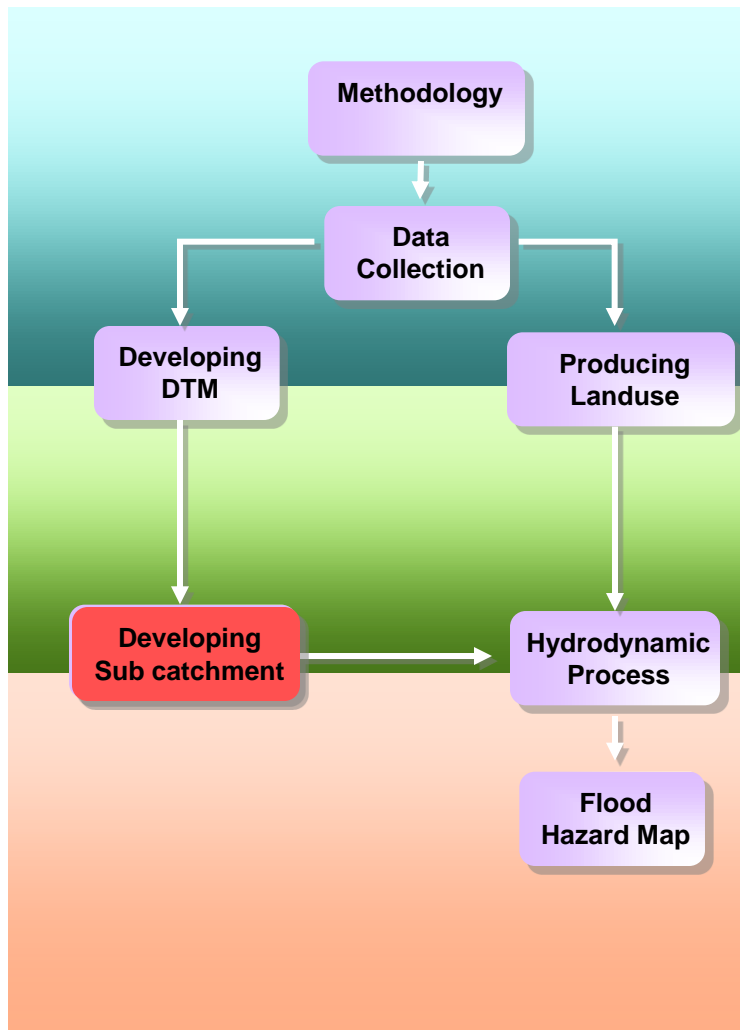 Methodology
Data
Collection
Developing
DTM
Producing
Landuse
Developing
Sub catchment
Hydrodynamic
Process
Flood
Hazard Map